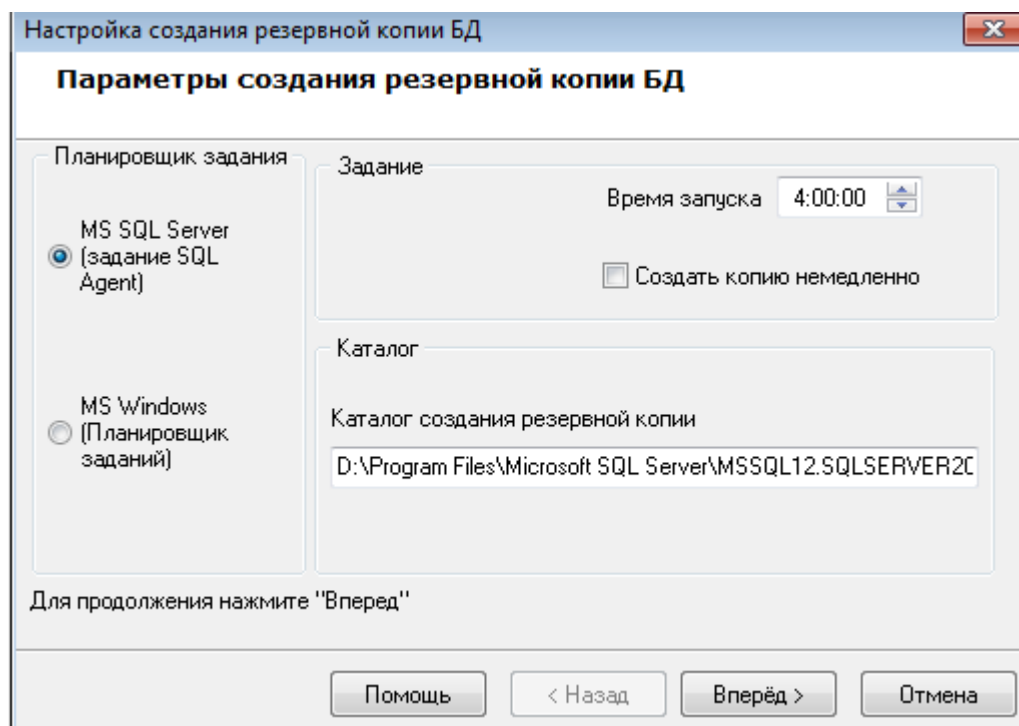 Настройка создания резервной копии БД
Параметры создания резервной копии БД
Планировщик задания
MS SQL Server
(задание SQL
Agent)
MS Windows
(Планировщик
заданий)
Задание
Время запуска 4:00:00
Создать копию немедленно
Каталог
Каталог создания резервной копии
D:\Program Files\Microsoft SQL Server\MSSQL12.SQLSERVER20
Для продолжения нажмите "Вперед"
Помощь < Назад Вперёд > Отмена